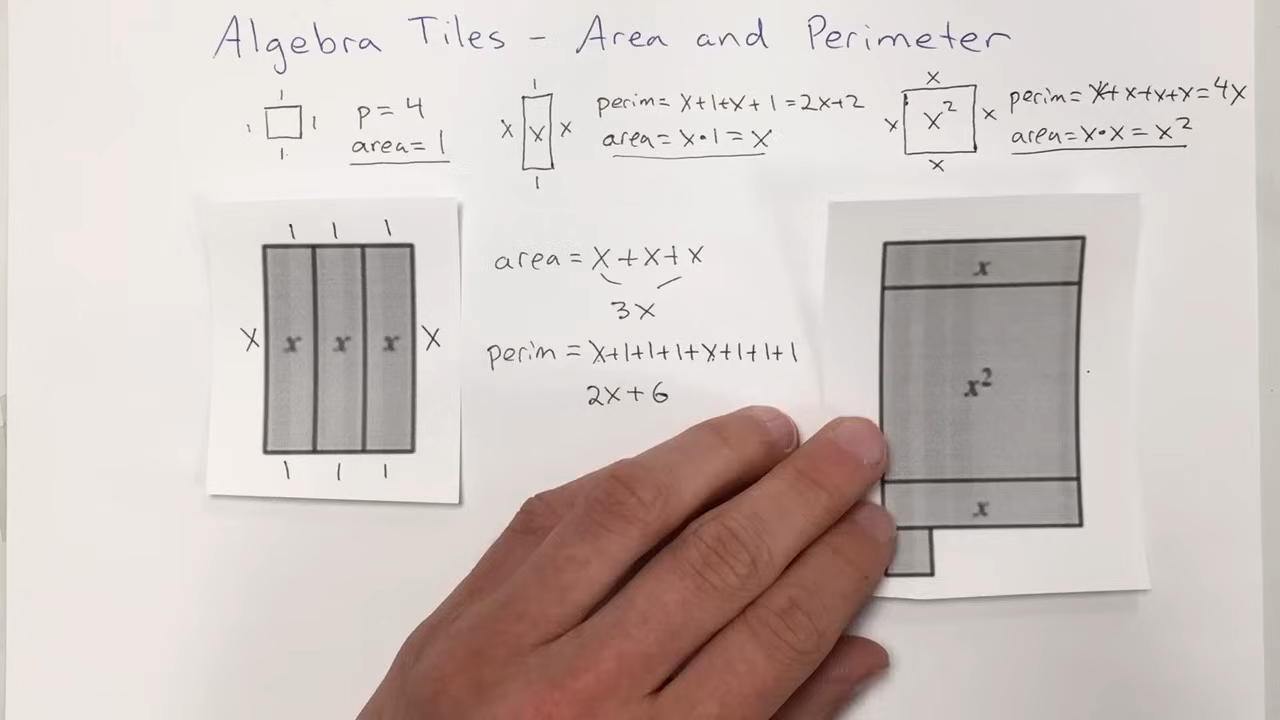 Algebra Tiles - Area and Perimeter
1
1 1
1
p = 4
area = 1
1
x x x
1
perim = x+1+x+1 = 2x+2
area = x•1 = x
x
x x² x
x
perim = x+x+x+x = 4x
area = x•x = x²
1 1 1
x x x x x
1 1 1
area = x+x+x
3x
perim = x+1+1+1+x+1+1+1
2x+6
x
x²
x